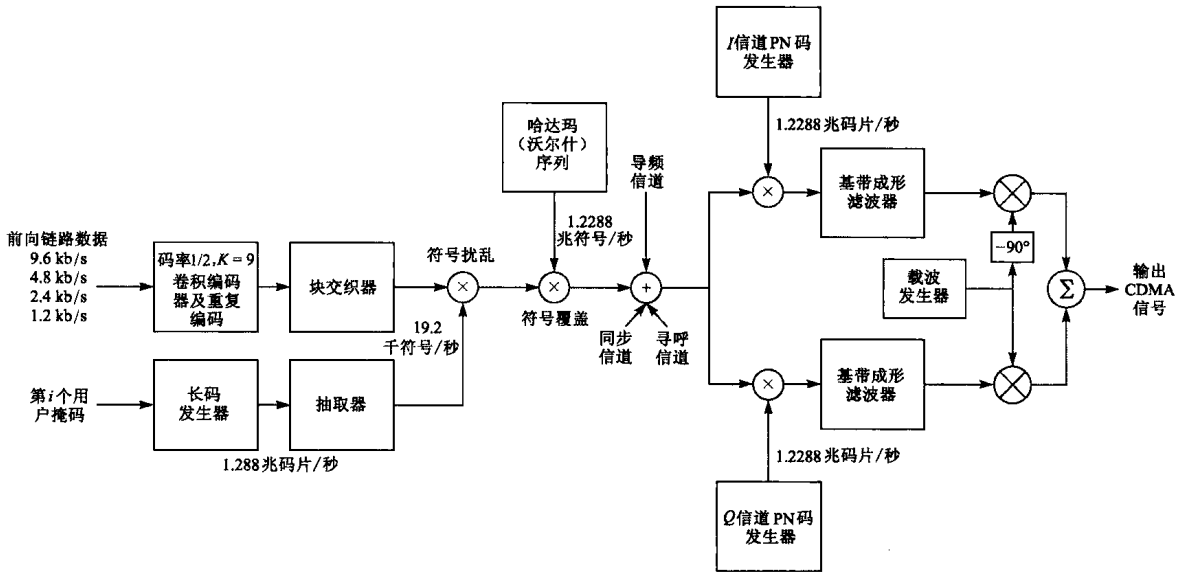 I信道PN码
发生器
1.2288兆码片/秒
哈达玛
(沃尔什)
序列
导频
信道
×
基带成形
滤波器
1.2288
兆符号/秒
-90°
前向链路数据
9.6 kb/s
4.8 kb/s
2.4 kb/s
1.2 kb/s
码率1/2,K=9
卷积编码
器及重复
编码
块交织器
符号扰乱
×
×
符号覆盖
+
载波
发生器
Σ
输出
CDMA
信号
19.2
千符号/秒
同步
信道
寻呼
信道
第i个用
户掩码
长码
发生器
抽取器
×
基带成形
滤波器
1.288兆码片/秒
1.2288兆码片/秒
Q信道PN码
发生器